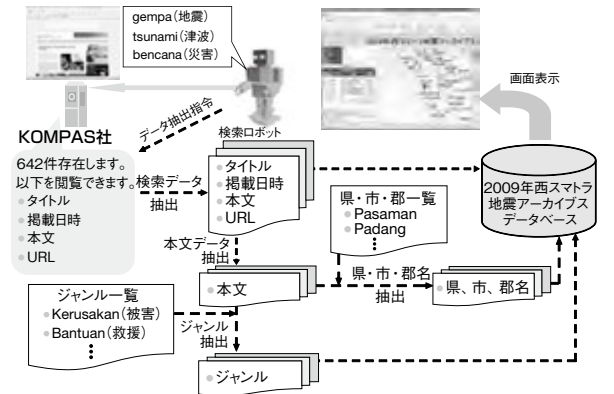 gempa(地震)
tsunami(津波)
bencana(災害)
画面表示
データ抽出指令
検索ロボット
KOMPAS社
642件存在します。
以下を閲覧できます。
タイトル
掲載日時
本文
URL
検索データ
抽出
タイトル
掲載日時
本文
URL
県・市・郡一覧
Pasaman
Padang
2009年西スマトラ
地震アーカイブス
データベース
本文データ
抽出
本文
県・市・郡名
抽出
県、市、郡名
ジャンル一覧
Kerusakan(被害)
Bantuan(救援)
ジャンル
抽出
ジャンル